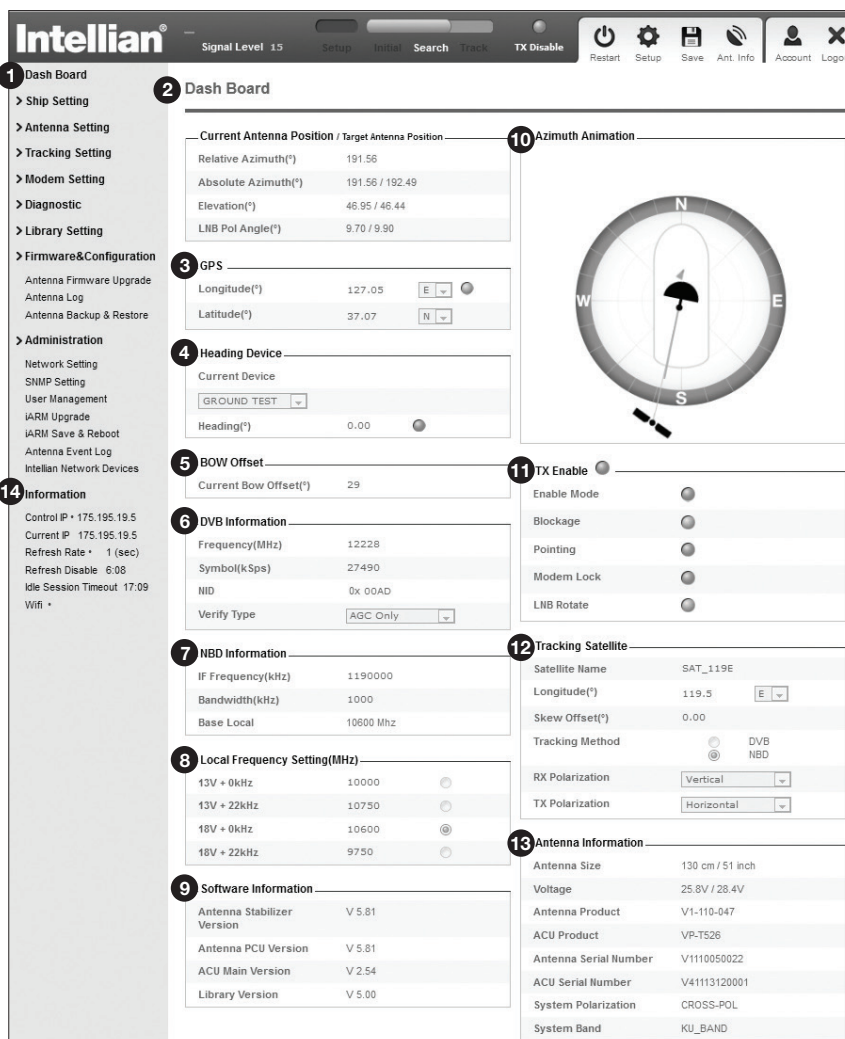 Intellian®
Signal Level 15
Setup Initial Search Track
TX Disable
Restart Setup Save Ant. Info Account Logo
1 Dash Board
> Ship Setting
> Antenna Setting
> Tracking Setting
> Modem Setting
> Diagnostic
> Library Setting
> Firmware&Configuration
Antenna Firmware Upgrade
Antenna Log
Antenna Backup & Restore
> Administration
Network Setting
SNMP Setting
User Management
iARM Upgrade
iARM Save & Reboot
Antenna Event Log
Intellian Network Devices
14 Information
Control IP • 175.195.19.5
Current IP 175.195.19.5
Refresh Rate • 1 (sec)
Refresh Disable 6:08
Idle Session Timeout 17:09
Wifi •
2 Dash Board
Current Antenna Position / Target Antenna Position
Relative Azimuth(°) 191.56
Absolute Azimuth(°) 191.56 / 192.49
Elevation(°) 46.95 / 46.44
LNB Pol Angle(°) 9.70 / 9.90
3 GPS
Longitude(°) 127.05 E
Latitude(°) 37.07 N
4 Heading Device
Current Device
GROUND TEST
Heading(°) 0.00
5 BOW Offset
Current Bow Offset(°) 29
6 DVB Information
Frequency(MHz) 12228
Symbol(kSps) 27490
NID 0x 00AD
Verify Type AGC Only
7 NBD Information
IF Frequency(kHz) 1190000
Bandwidth(kHz) 1000
Base Local 10600 Mhz
8 Local Frequency Setting(MHz)
13V + 0kHz 10000
13V + 22kHz 10750
18V + 0kHz 10600
18V + 22kHz 9750
9 Software Information
Antenna Stabilizer
Version V 5.81
Antenna PCU Version V 5.81
ACU Main Version V 2.54
Library Version V 5.00
10 Azimuth Animation
N
W E
S
11 TX Enable
Enable Mode
Blockage
Pointing
Modem Lock
LNB Rotate
12 Tracking Satellite
Satellite Name SAT_119E
Longitude(°) 119.5 E
Skew Offset(°) 0.00
Tracking Method DVB
NBD
RX Polarization Vertical
TX Polarization Horizontal
13 Antenna Information
Antenna Size 130 cm / 51 inch
Voltage 25.8V / 28.4V
Antenna Product V1-110-047
ACU Product VP-T526
Antenna Serial Number V1110050022
ACU Serial Number V41113120001
System Polarization CROSS-POL
System Band KU_BAND